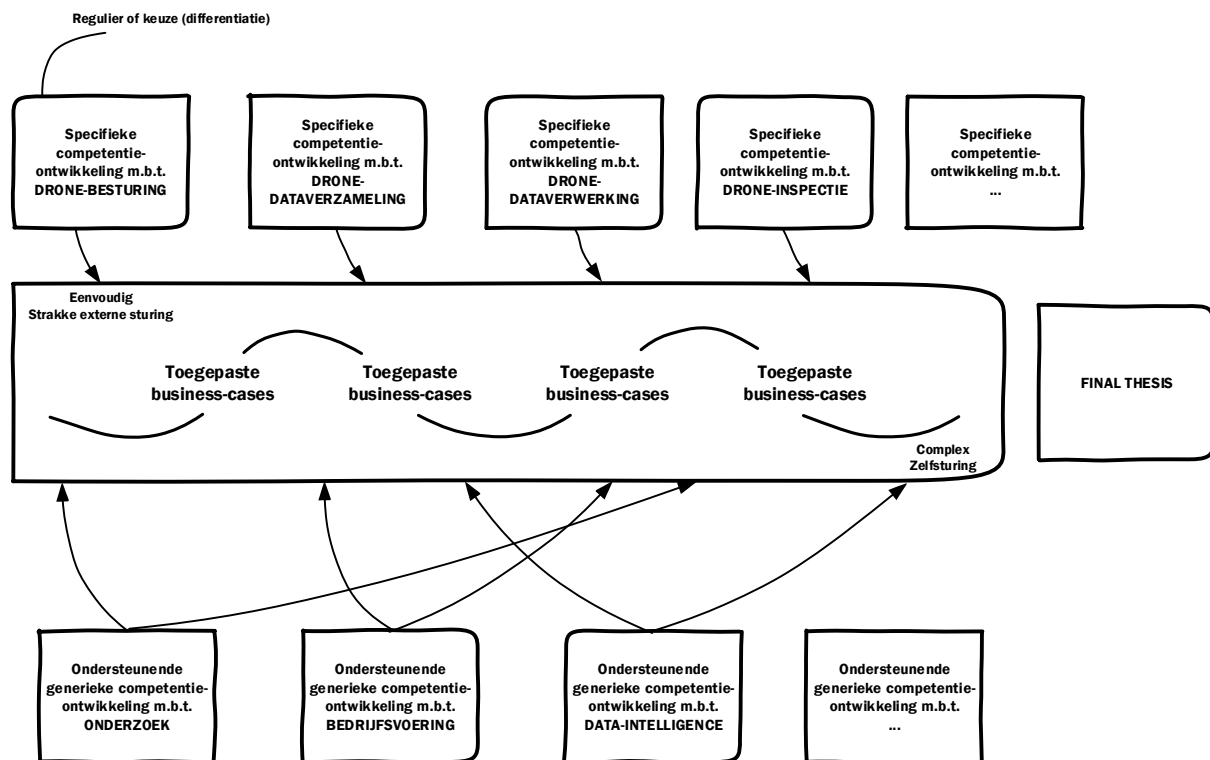 Regulier of keuze (differentiatie)
Specifieke
competentie-
ontwikkeling m.b.t.
DRONE-BESTURING
Specifieke
competentie-
ontwikkeling m.b.t.
DRONE-
DATAVERZAMELING
Specifieke
competentie-
ontwikkeling m.b.t.
DRONE-
DATAVERWERKING
Specifieke
competentie-
ontwikkeling m.b.t.
DRONE-INSPECTIE
Specifieke
competentie-
ontwikkeling m.b.t.
...
Eenvoudig
Strakke externe sturing
Toegepaste
business-cases
Toegepaste
business-cases
Toegepaste
business-cases
Toegepaste
business-cases
Complex
Zelfsturing
FINAL THESIS
Ondersteunende
generieke competentie-
ontwikkeling m.b.t.
ONDERZOEK
Ondersteunende
generieke competentie-
ontwikkeling m.b.t.
BEDRIJFSVOERING
Ondersteunende
generieke competentie-
ontwikkeling m.b.t.
DATA-INTELLIGENCE
Ondersteunende
generieke competentie-
ontwikkeling m.b.t.
...